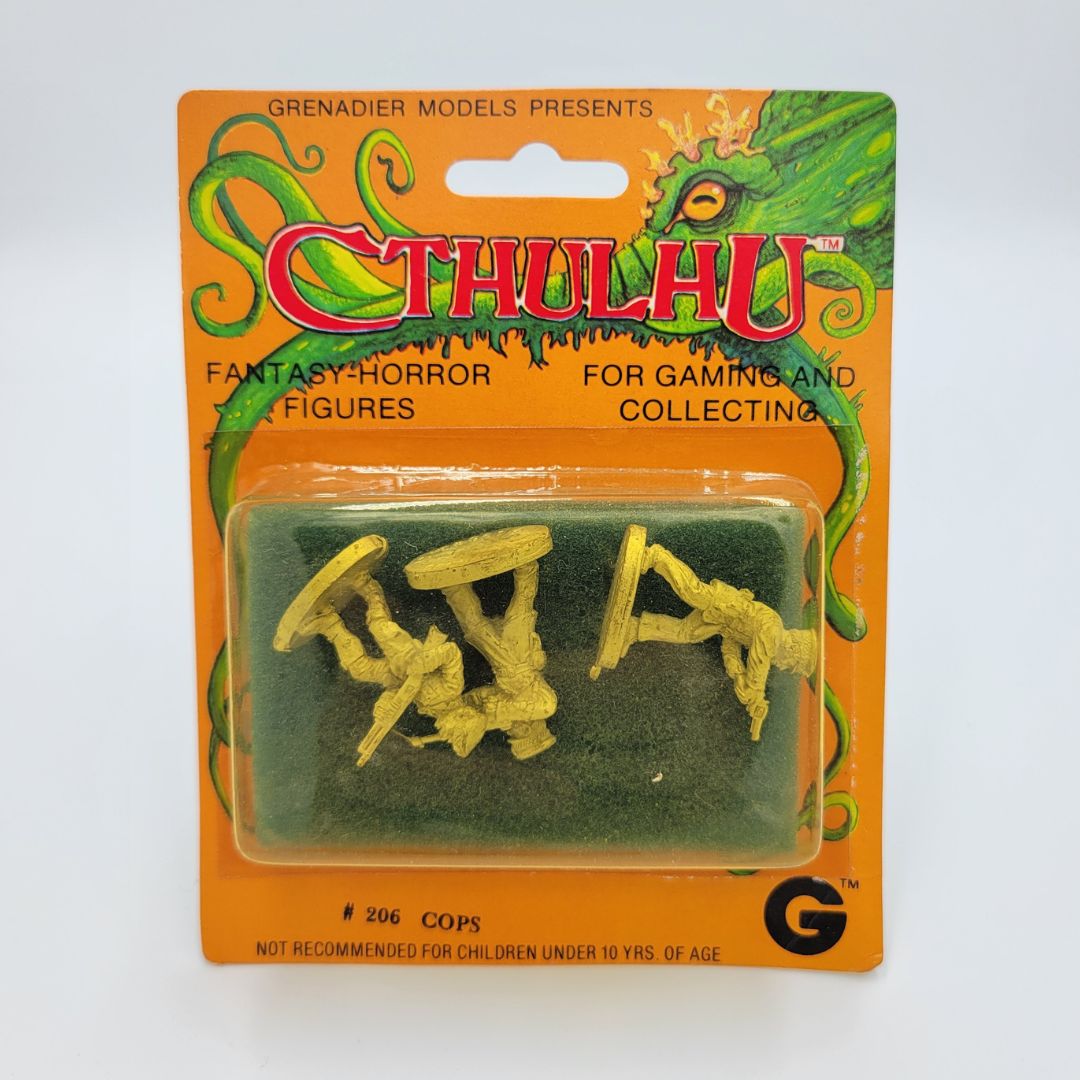 GRENADIER MODELS PRESENTS
CTHULHU™
FANTASY-HORROR
FIGURES
FOR GAMING AND
COLLECTING
# 206 COPS
NOT RECOMMENDED FOR CHILDREN UNDER 10 YRS. OF AGE
G™